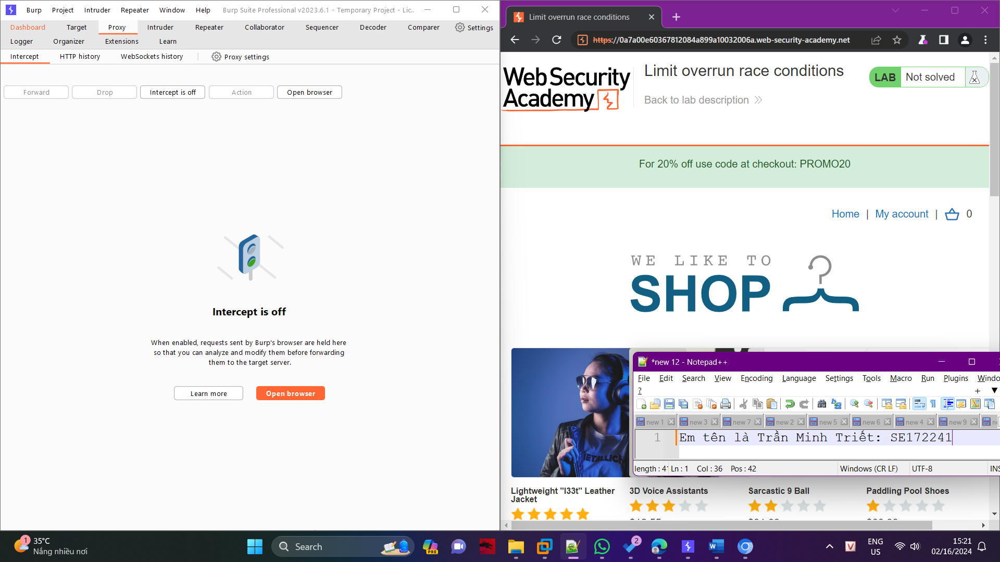 Burp Project Intruder Repeater Window Help Burp Suite Professional v2023.6.1 - Temporary Project - Lic...
Dashboard Target Proxy Intruder Repeater Collaborator Sequencer Decoder Comparer Settings
Logger Organizer Extensions Learn
Intercept HTTP history WebSockets history Proxy settings
Forward Drop Intercept is off Action Open browser
Intercept is off
When enabled, requests sent by Burp's browser are held here
so that you can analyze and modify them before forwarding
them to the target server.
Learn more Open browser
Limit overrun race conditions
https://0a7a00e60367812084a899a10032006a.web-security-academy.net
Web Security
Academy
Limit overrun race conditions
Back to lab description
LAB Not solved
For 20% off use code at checkout: PROMO20
Home | My account | 0
WE LIKE TO
SHOP
METALLICA
*new 12 - Notepad++
File Edit Search View Encoding Language Settings Tools Macro Run Plugins Windo
?
new 1 new 3 new 7 new 2 new 5 new 6 new 4 new 9
1 Em tên là Trần Minh Triết: SE172241
length : 41 Ln : 1 Col : 36 Pos : 42 Windows (CR LF) UTF-8 INS
Lightweight "l33t" Leather
Jacket
3D Voice Assistants
Sarcastic 9 Ball
Paddling Pool Shoes
1
35°C
Nắng nhiều nơi
Search
PRE
2
V
ENG
US
15:21
02/16/2024